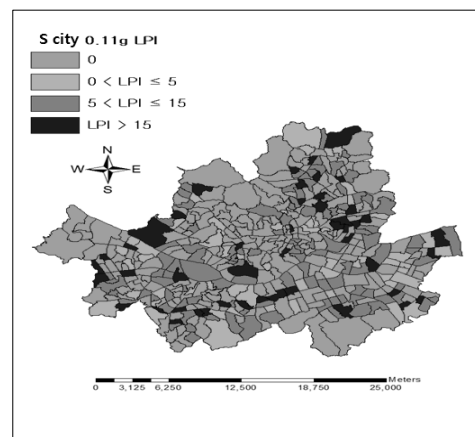 S city 0.11g LPI
0
0 < LPI ≤ 5
5 < LPI ≤ 15
LPI > 15
N
W E
S
Meters
0 3,125 6,250 12,500 18,750 25,000